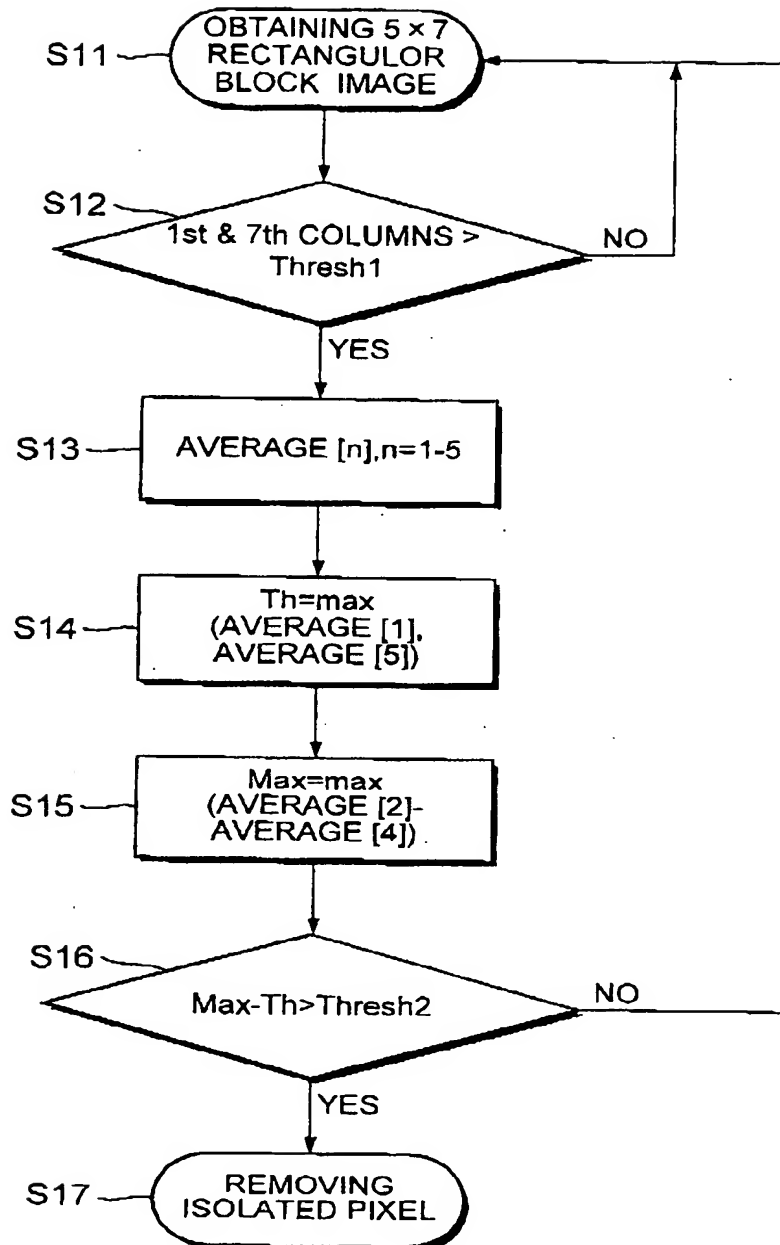 S11
OBTAINING 5 × 7
RECTANGULOR
BLOCK IMAGE
S12
1st & 7th COLUMNS >
Thresh1
NO
YES
S13
AVERAGE [n],n=1-5
S14
Th=max
(AVERAGE [1],
AVERAGE [5])
S15
Max=max
(AVERAGE [2]-
AVERAGE [4])
S16
Max-Th>Thresh2
NO
YES
S17
REMOVING
ISOLATED PIXEL